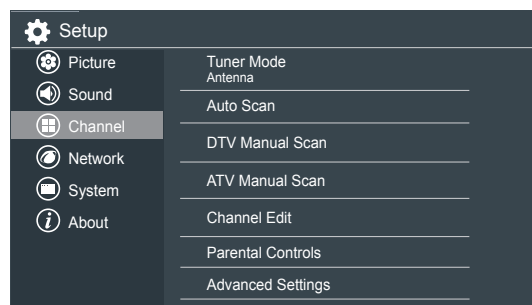 Setup
Picture
Sound
Channel
Network
System
About
Tuner Mode
Antenna
Auto Scan
DTV Manual Scan
ATV Manual Scan
Channel Edit
Parental Controls
Advanced Settings